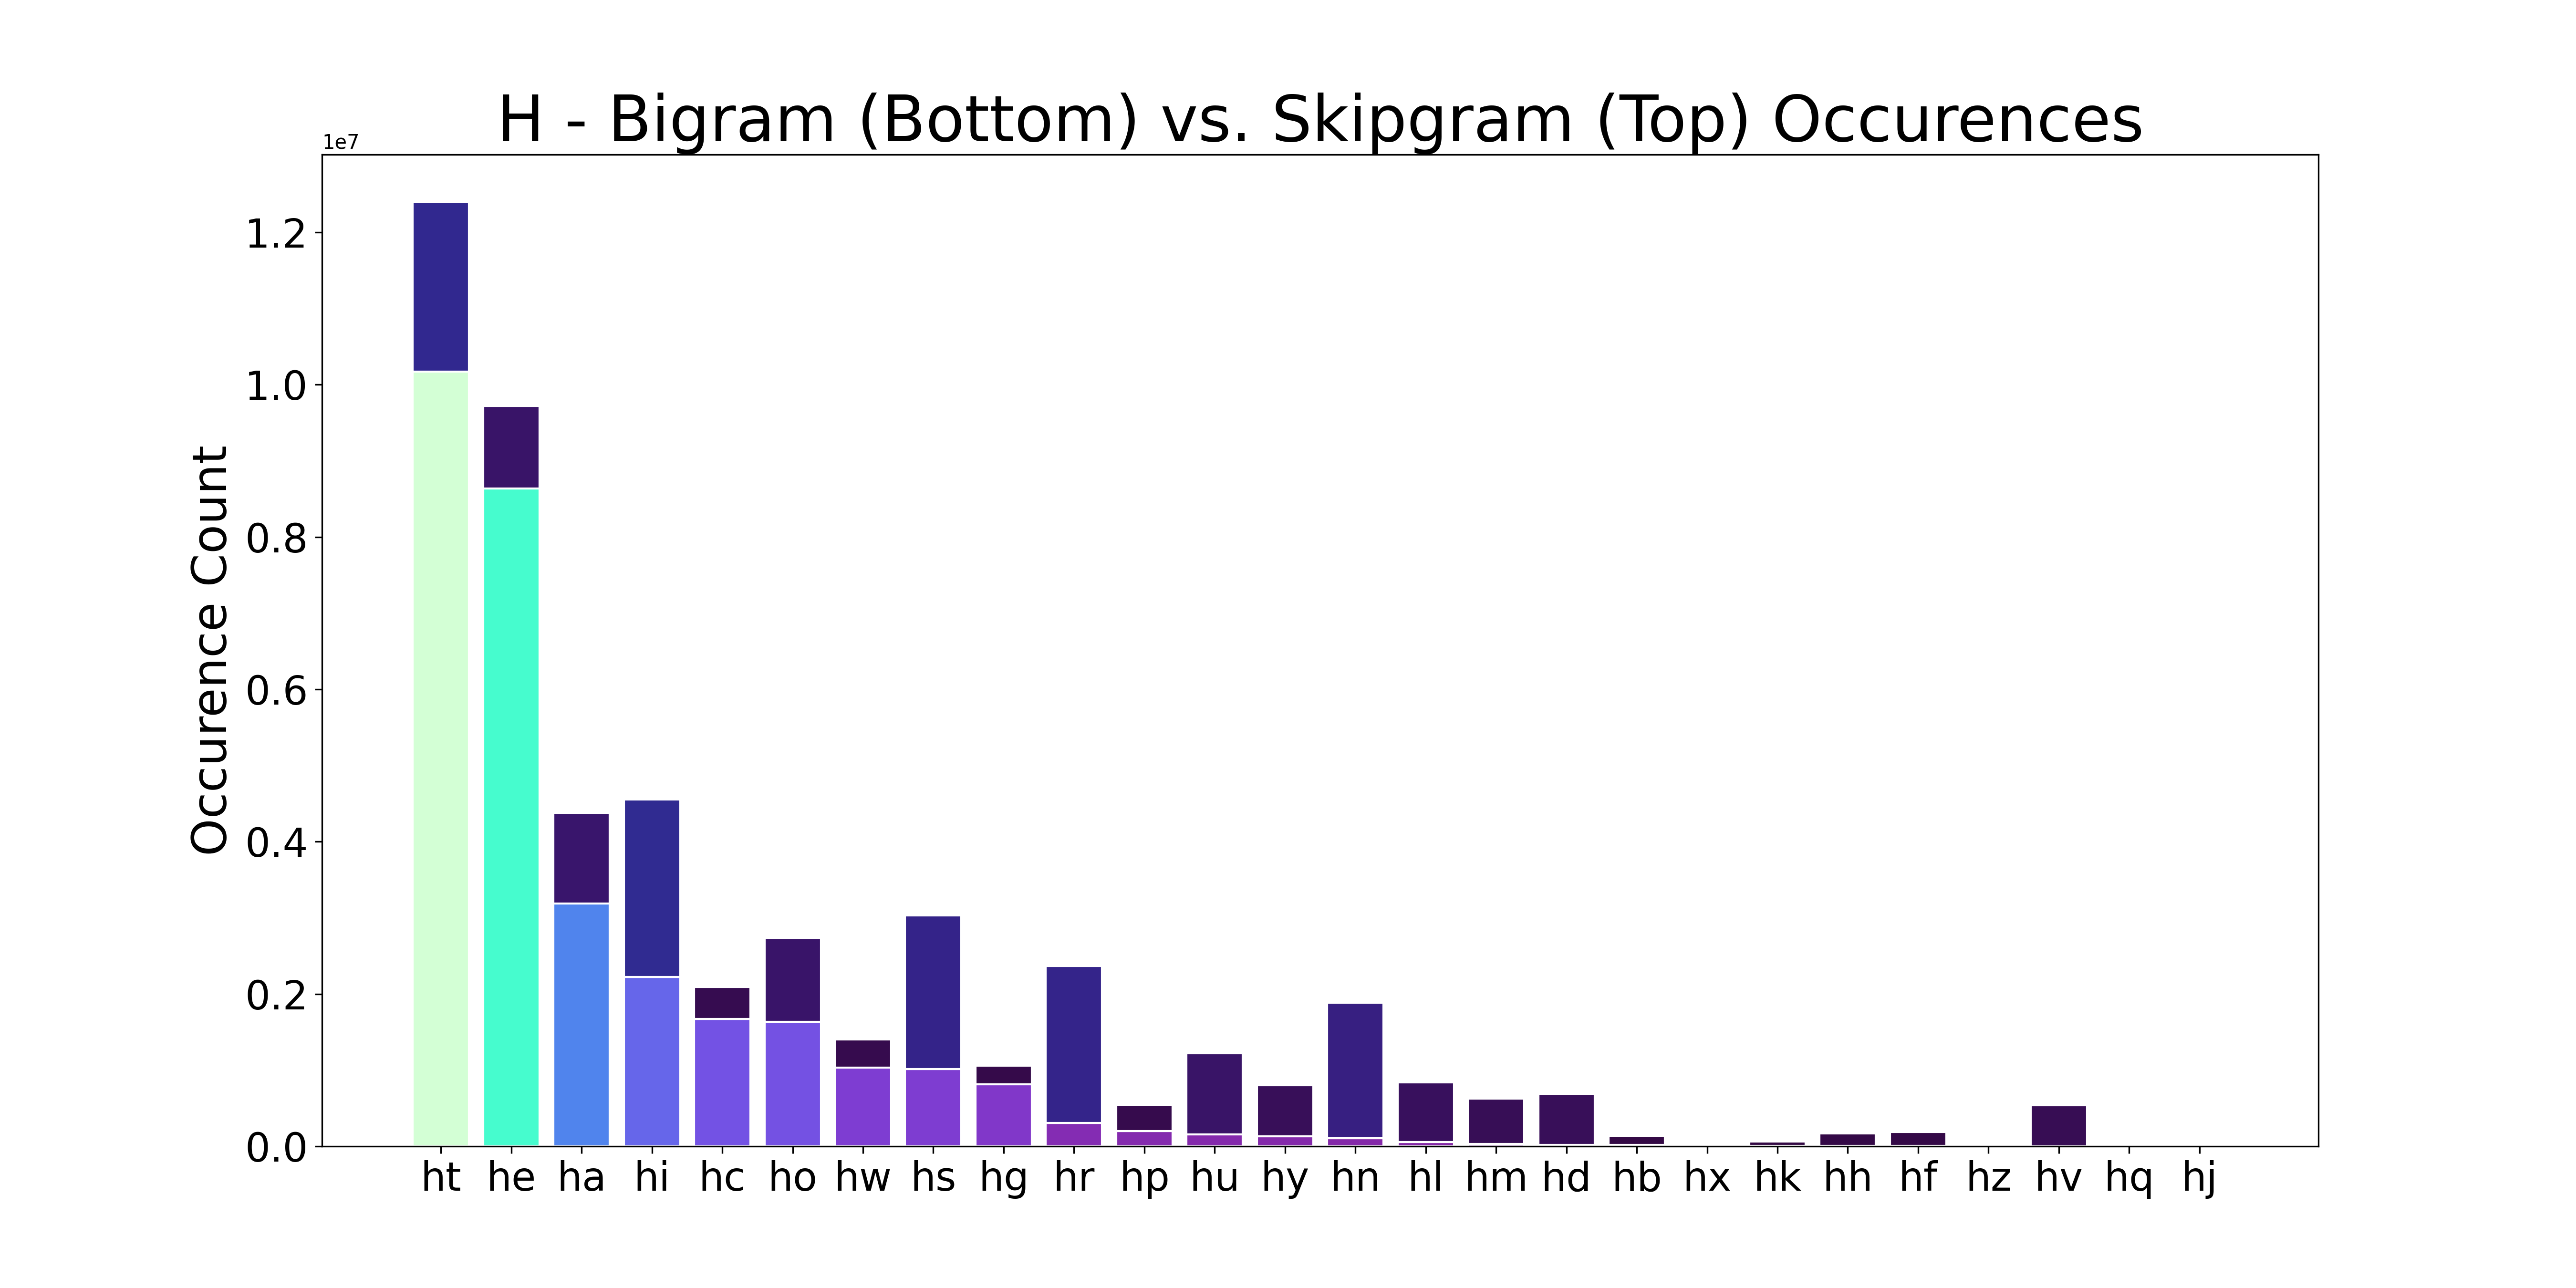 H - Bigram (Bottom) vs. Skipgram (Top) Occurences
1e7
Occurence Count
1.2
1.0
0.8
0.6
0.4
0.2
0.0
ht he ha hi hc ho hw hs hg hr hp hu hy hn hl hm hd hb hx hk hh hf hz hv hq hj